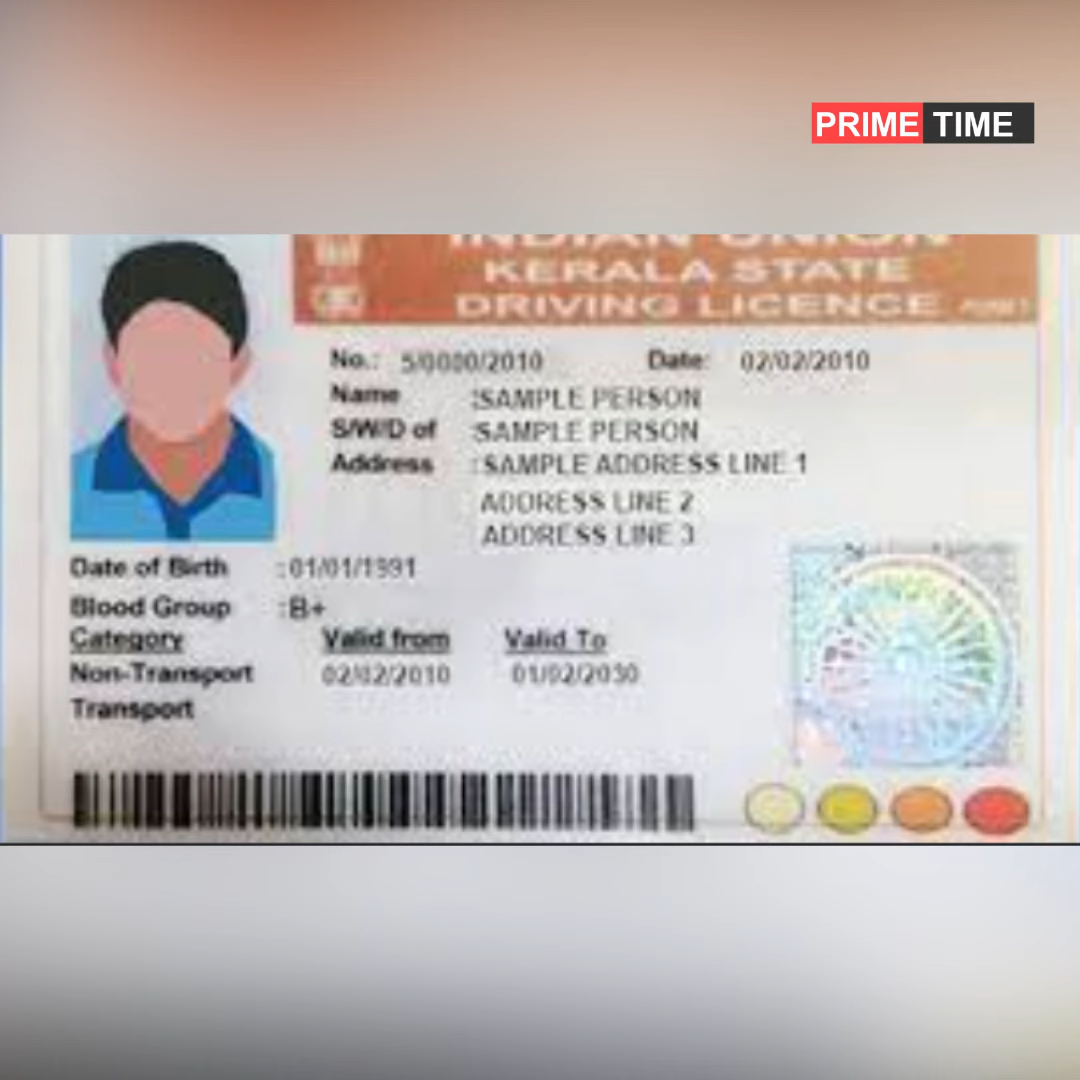 PRIME TIME
INDIAN UNION
KERALA STATE
DRIVING LICENCE
No.: 5/0000/2010 Date: 02/02/2010
Name :SAMPLE PERSON
S/W/D of :SAMPLE PERSON
Address :SAMPLE ADDRESS LINE 1
ADDRESS LINE 2
ADDRESS LINE 3
Date of Birth :01/01/1991
Blood Group :B+
Category Valid from Valid To
Non-Transport 02/02/2010 01/02/2030
Transport